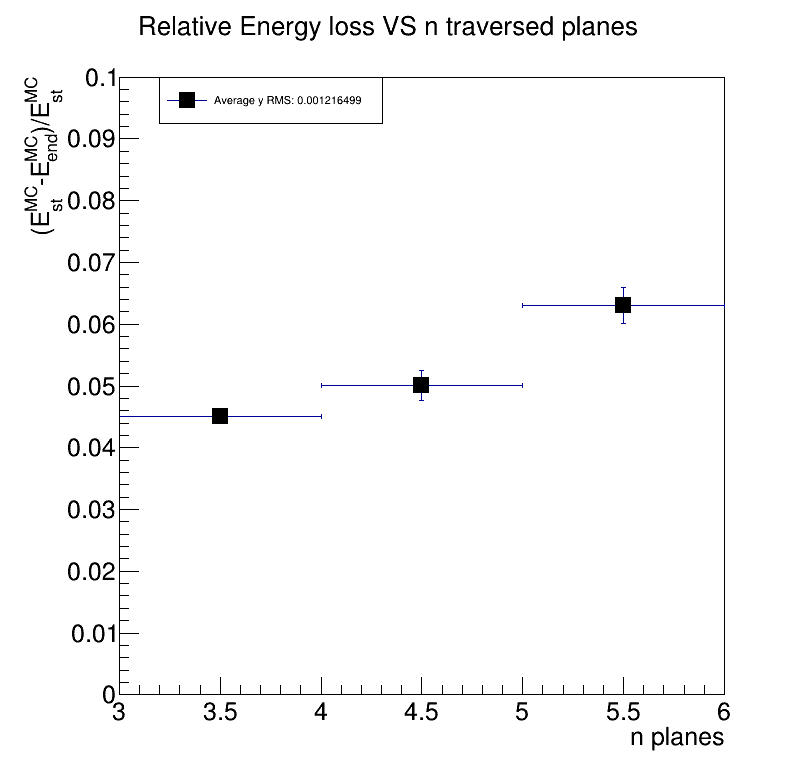 Relative Energy loss VS n traversed planes
(E^MC_st-E^MC_end)/E^MC_st
Average y RMS: 0.001216499
0.1
0.09
0.08
0.07
0.06
0.05
0.04
0.03
0.02
0.01
0
3 3.5 4 4.5 5 5.5 6
n planes